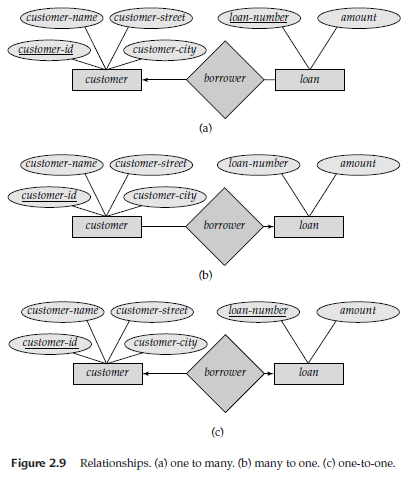 customer-name customer-street loan-number amount
customer-id customer-city
customer borrower loan
(a)
customer-name customer-street loan-number amount
customer-id customer-city
customer borrower loan
(b)
customer-name customer-street loan-number amount
customer-id customer-city
customer borrower loan
(c)
Figure 2.9 Relationships. (a) one to many. (b) many to one. (c) one-to-one.